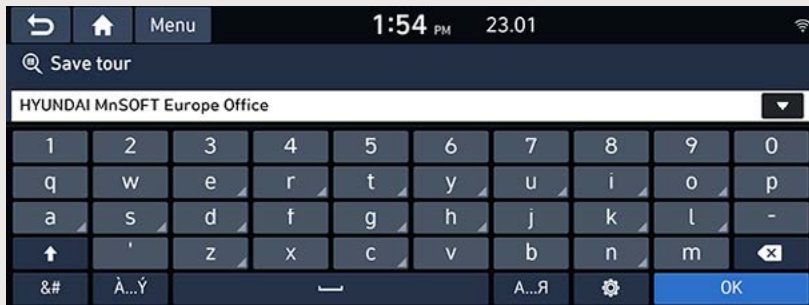 Menu 1:54 PM 23.01
Save tour
HYUNDAI MnSOFT Europe Office
1 2 3 4 5 6 7 8 9 0
q w e r t y u i o p
a s d f g h j k l -
' z x c v b n m
&# À...Ý А...Я OK